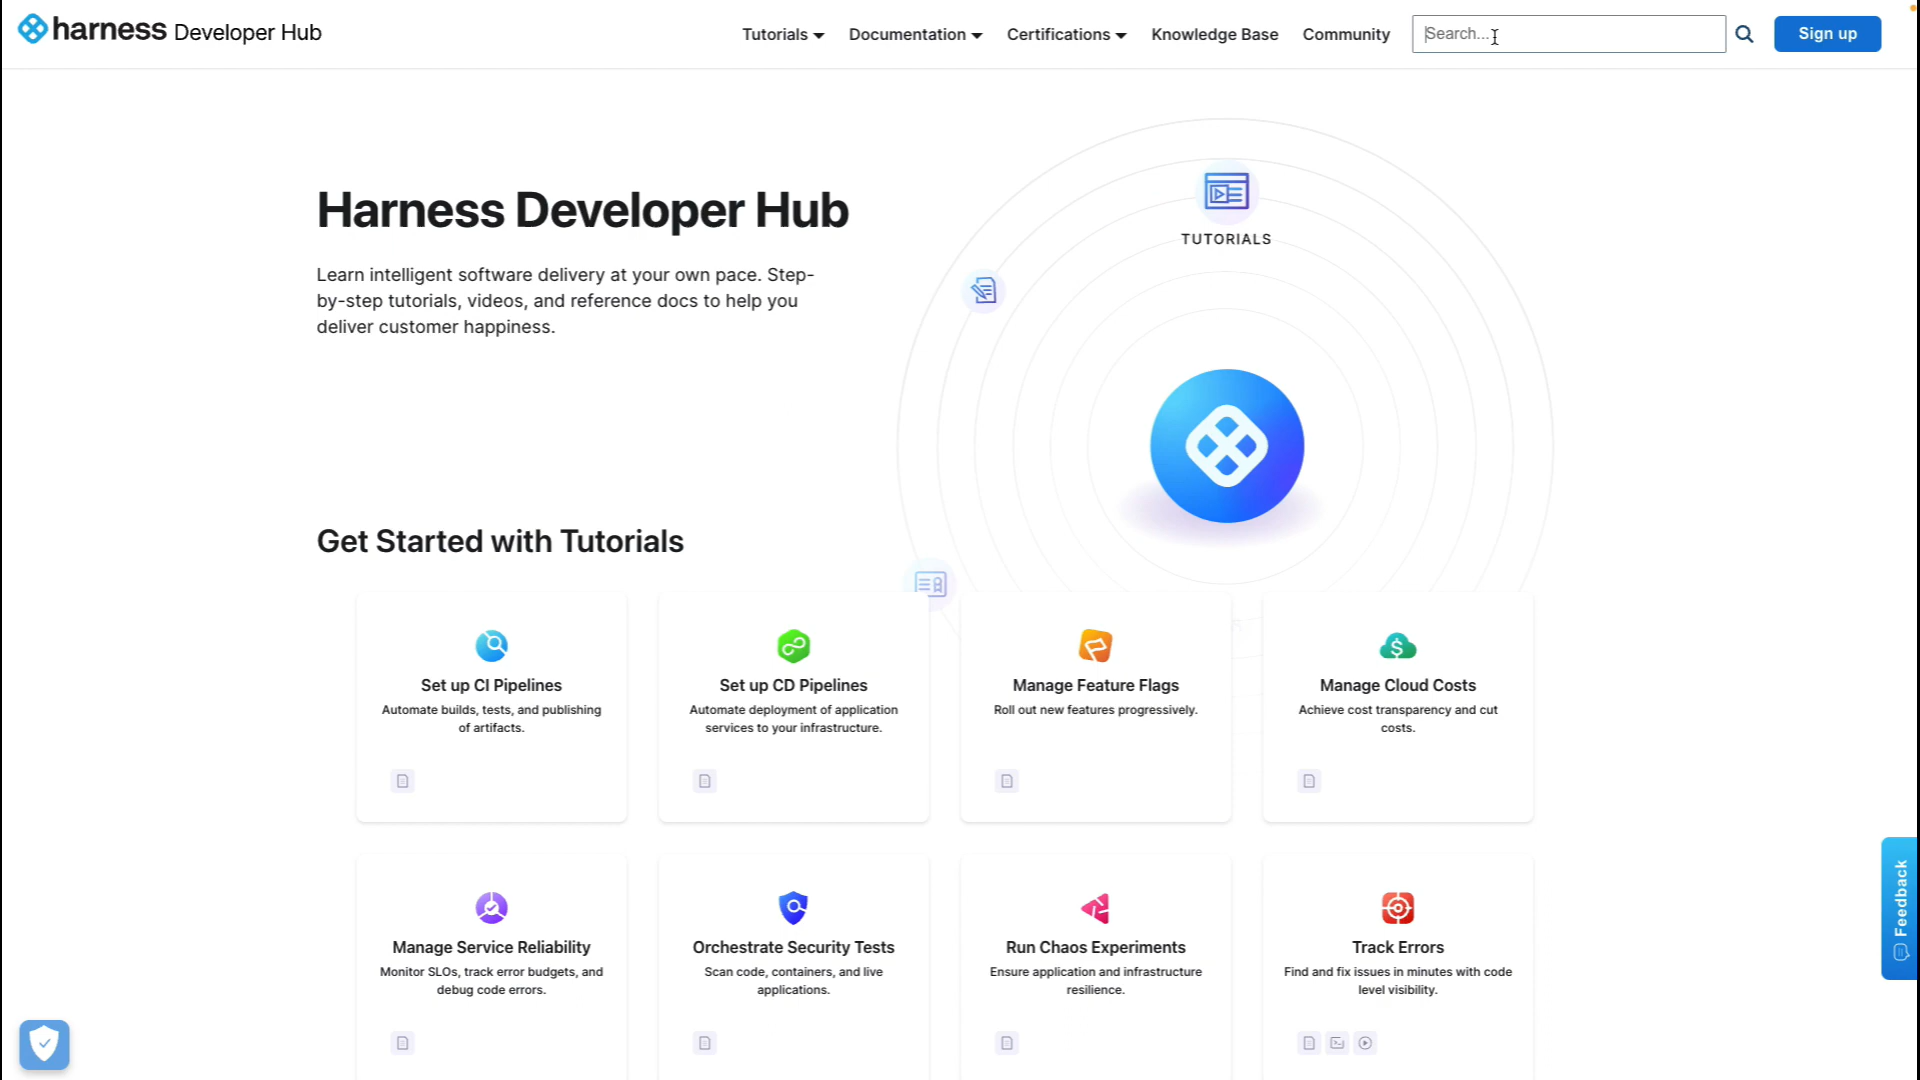 harness Developer Hub
Tutorials
Documentation
Certifications
Knowledge Base
Community
Search...
Sign up
Harness Developer Hub
Learn intelligent software delivery at your own pace. Step-
by-step tutorials, videos, and reference docs to help you
deliver customer happiness.
TUTORIALS
Get Started with Tutorials
Set up CI Pipelines
Automate builds, tests, and publishing
of artifacts.
Set up CD Pipelines
Automate deployment of application
services to your infrastructure.
Manage Feature Flags
Roll out new features progressively.
Manage Cloud Costs
Achieve cost transparency and cut
costs.
Manage Service Reliability
Monitor SLOs, track error budgets, and
debug code errors.
Orchestrate Security Tests
Scan code, containers, and live
applications.
Run Chaos Experiments
Ensure application and infrastructure
resilience.
Track Errors
Find and fix issues in minutes with code
level visibility.
Feedback